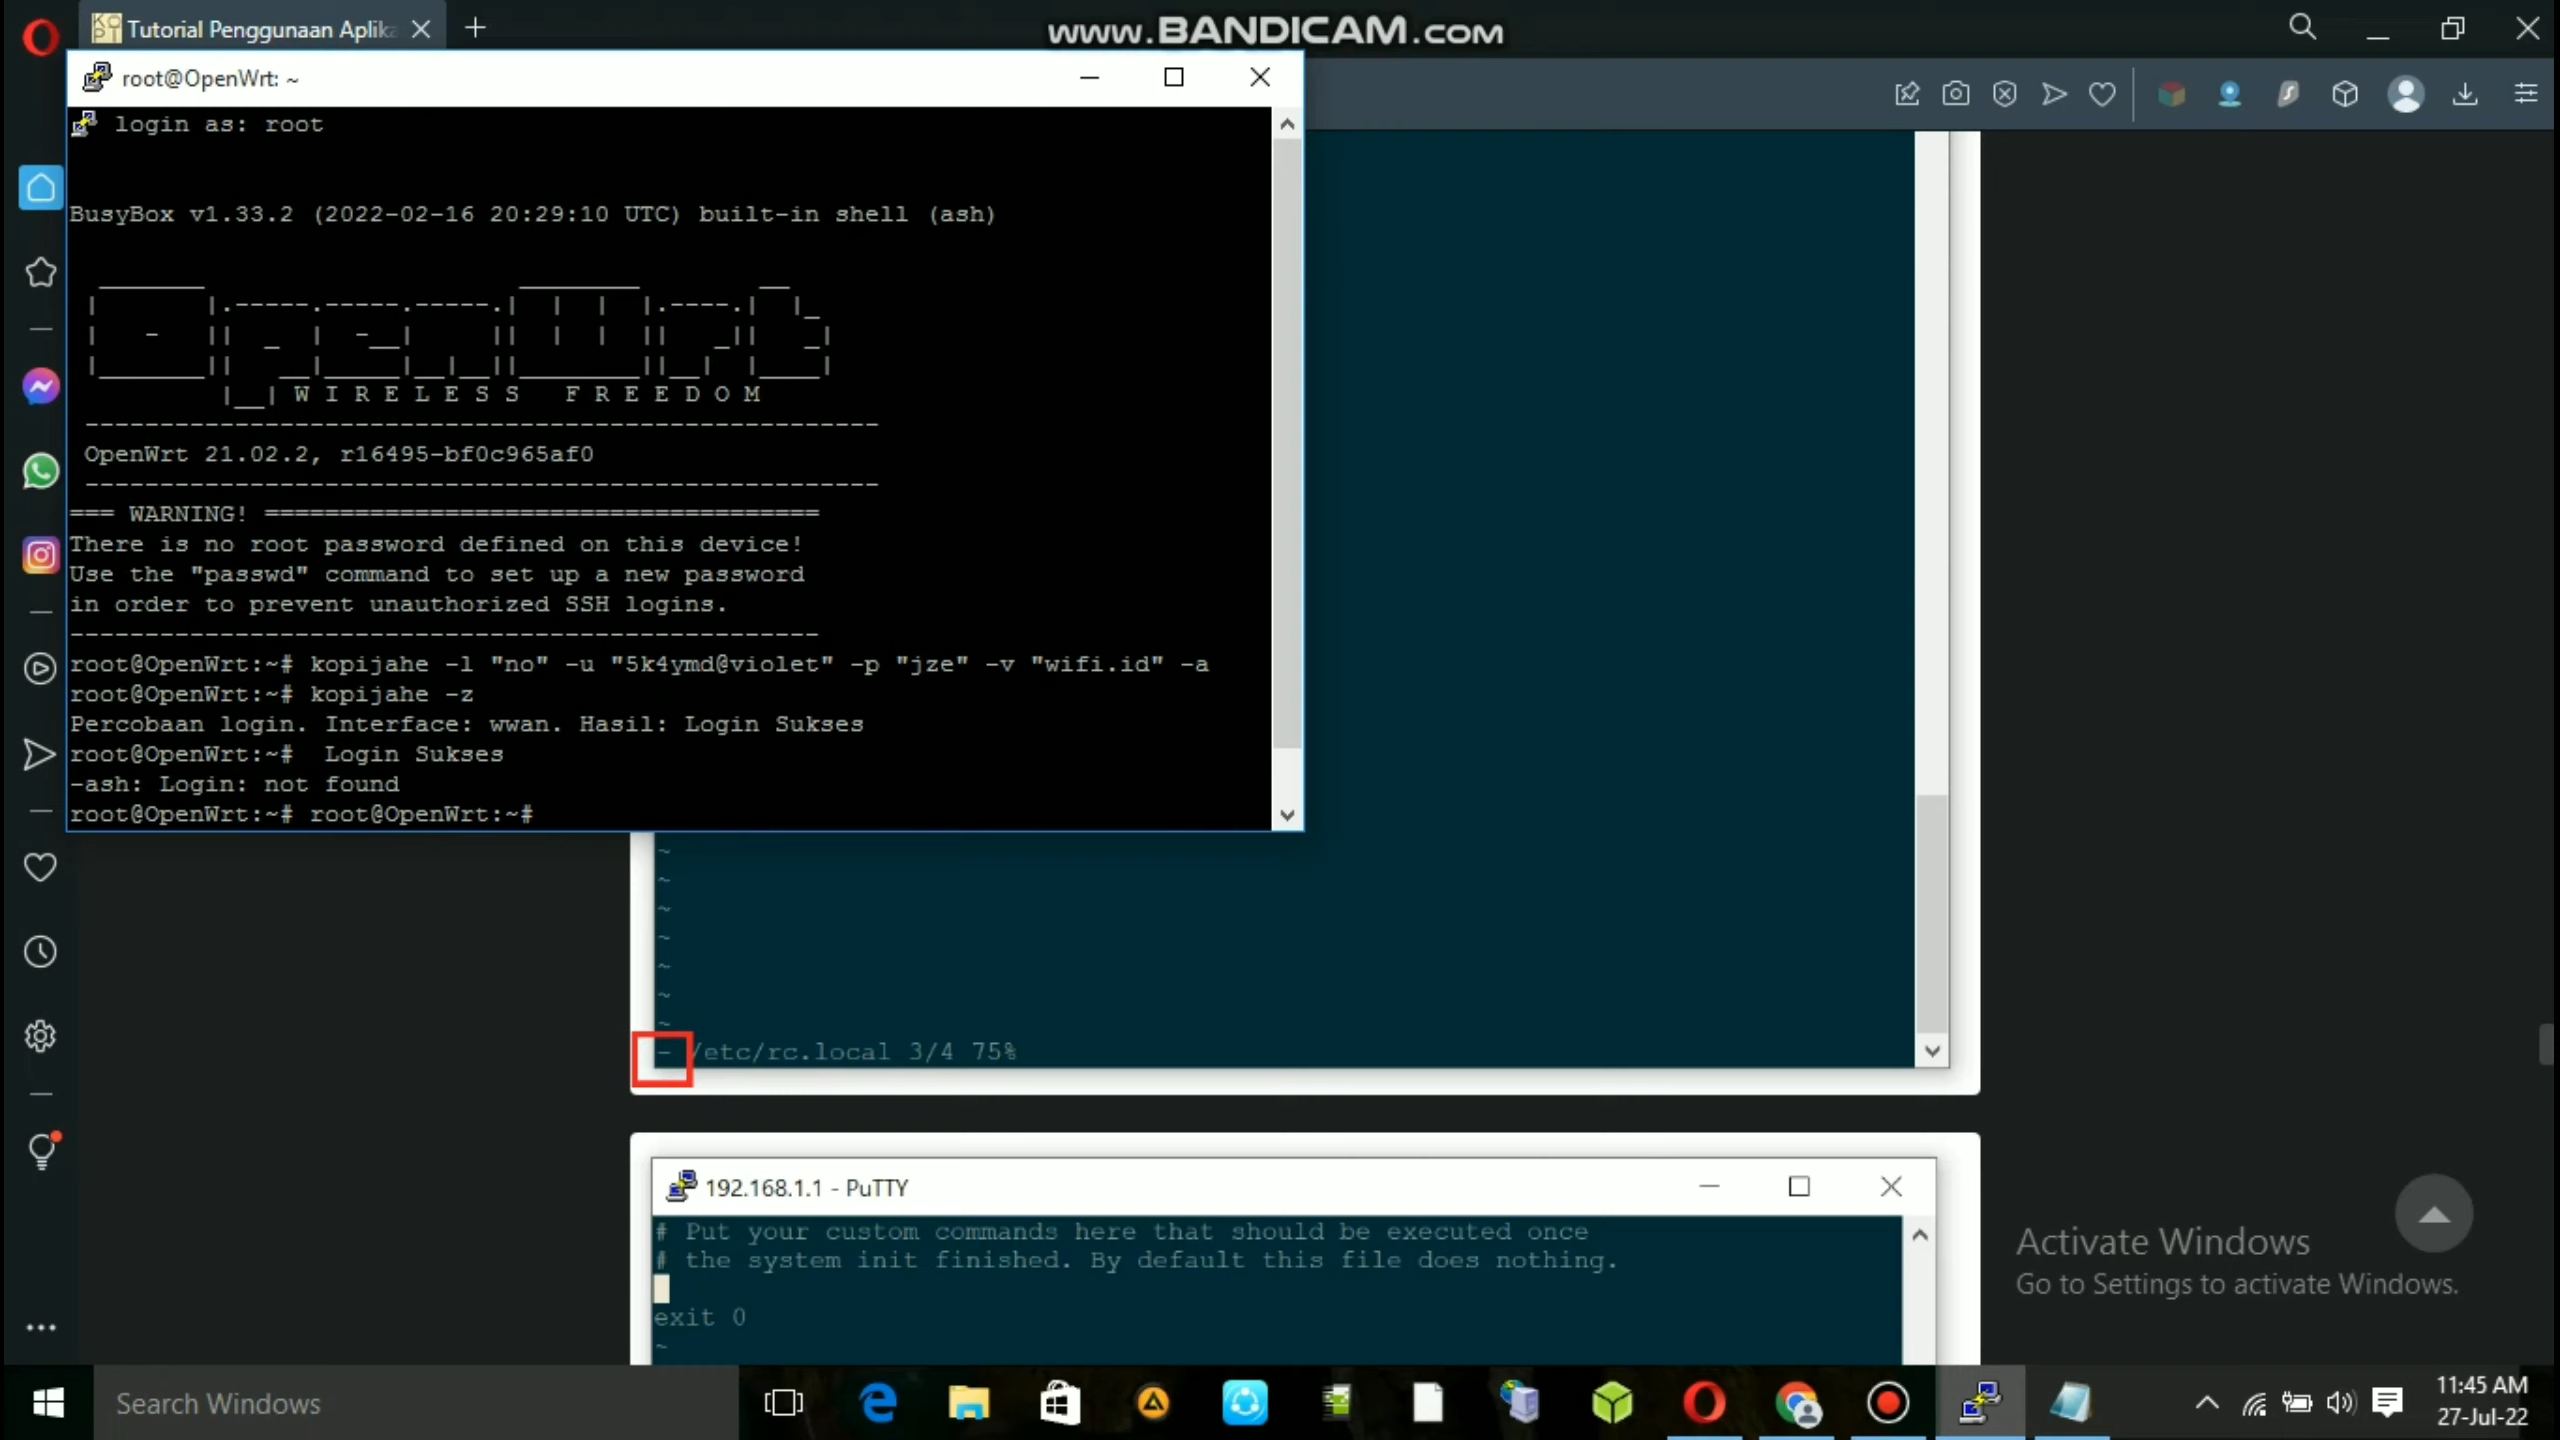 Tutorial Penggunaan Aplika
www.BANDICAM.com
root@OpenWrt: ~
login as: root
BusyBox v1.33.2 (2022-02-16 20:29:10 UTC) built-in shell (ash)
OpenWrt
W I R E L E S S   F R E E D O M
-----------------------------------------------------
OpenWrt 21.02.2, r16495-bf0c965af0
-----------------------------------------------------
=== WARNING! =====================================
There is no root password defined on this device!
Use the "passwd" command to set up a new password
in order to prevent unauthorized SSH logins.
--------------------------------------------------
root@OpenWrt:~# kopijahe -l "no" -u "5k4ymd@violet" -p "jze" -v "wifi.id" -a
root@OpenWrt:~# kopijahe -z
Percobaan login. Interface: wwan. Hasil: Login Sukses
root@OpenWrt:~#  Login Sukses
-ash: Login: not found
root@OpenWrt:~# root@OpenWrt:~#
~
~
~
~
~
~
~
- /etc/rc.local 3/4 75%
192.168.1.1 - PuTTY
# Put your custom commands here that should be executed once
# the system init finished. By default this file does nothing.
exit 0
~
Activate Windows
Go to Settings to activate Windows.
Search Windows
11:45 AM
27-Jul-22